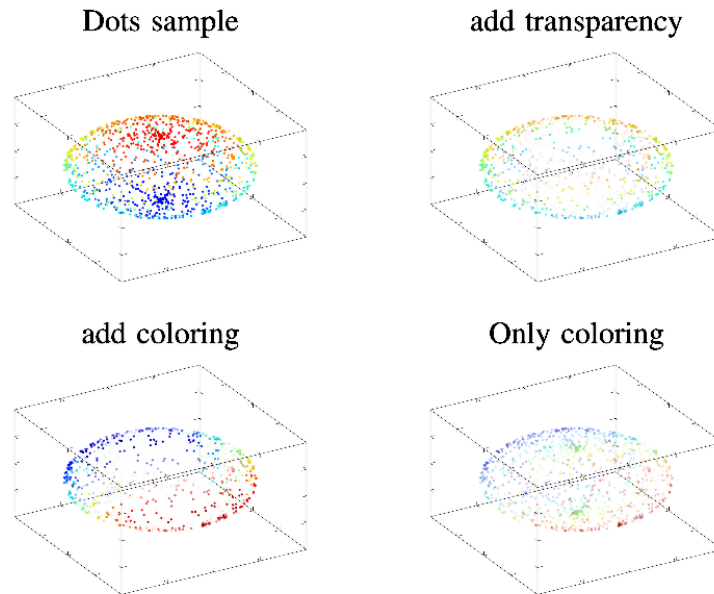 Dots sample
add transparency
add coloring
Only coloring